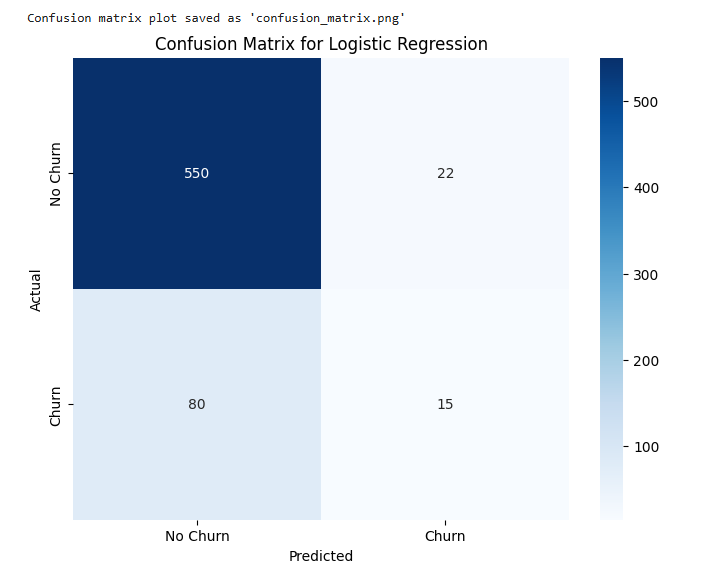 Confusion matrix plot saved as 'confusion_matrix.png'
Confusion Matrix for Logistic Regression
500
No Churn
550
22
400
300
Actual
200
Churn
80
15
100
No Churn
Churn
Predicted